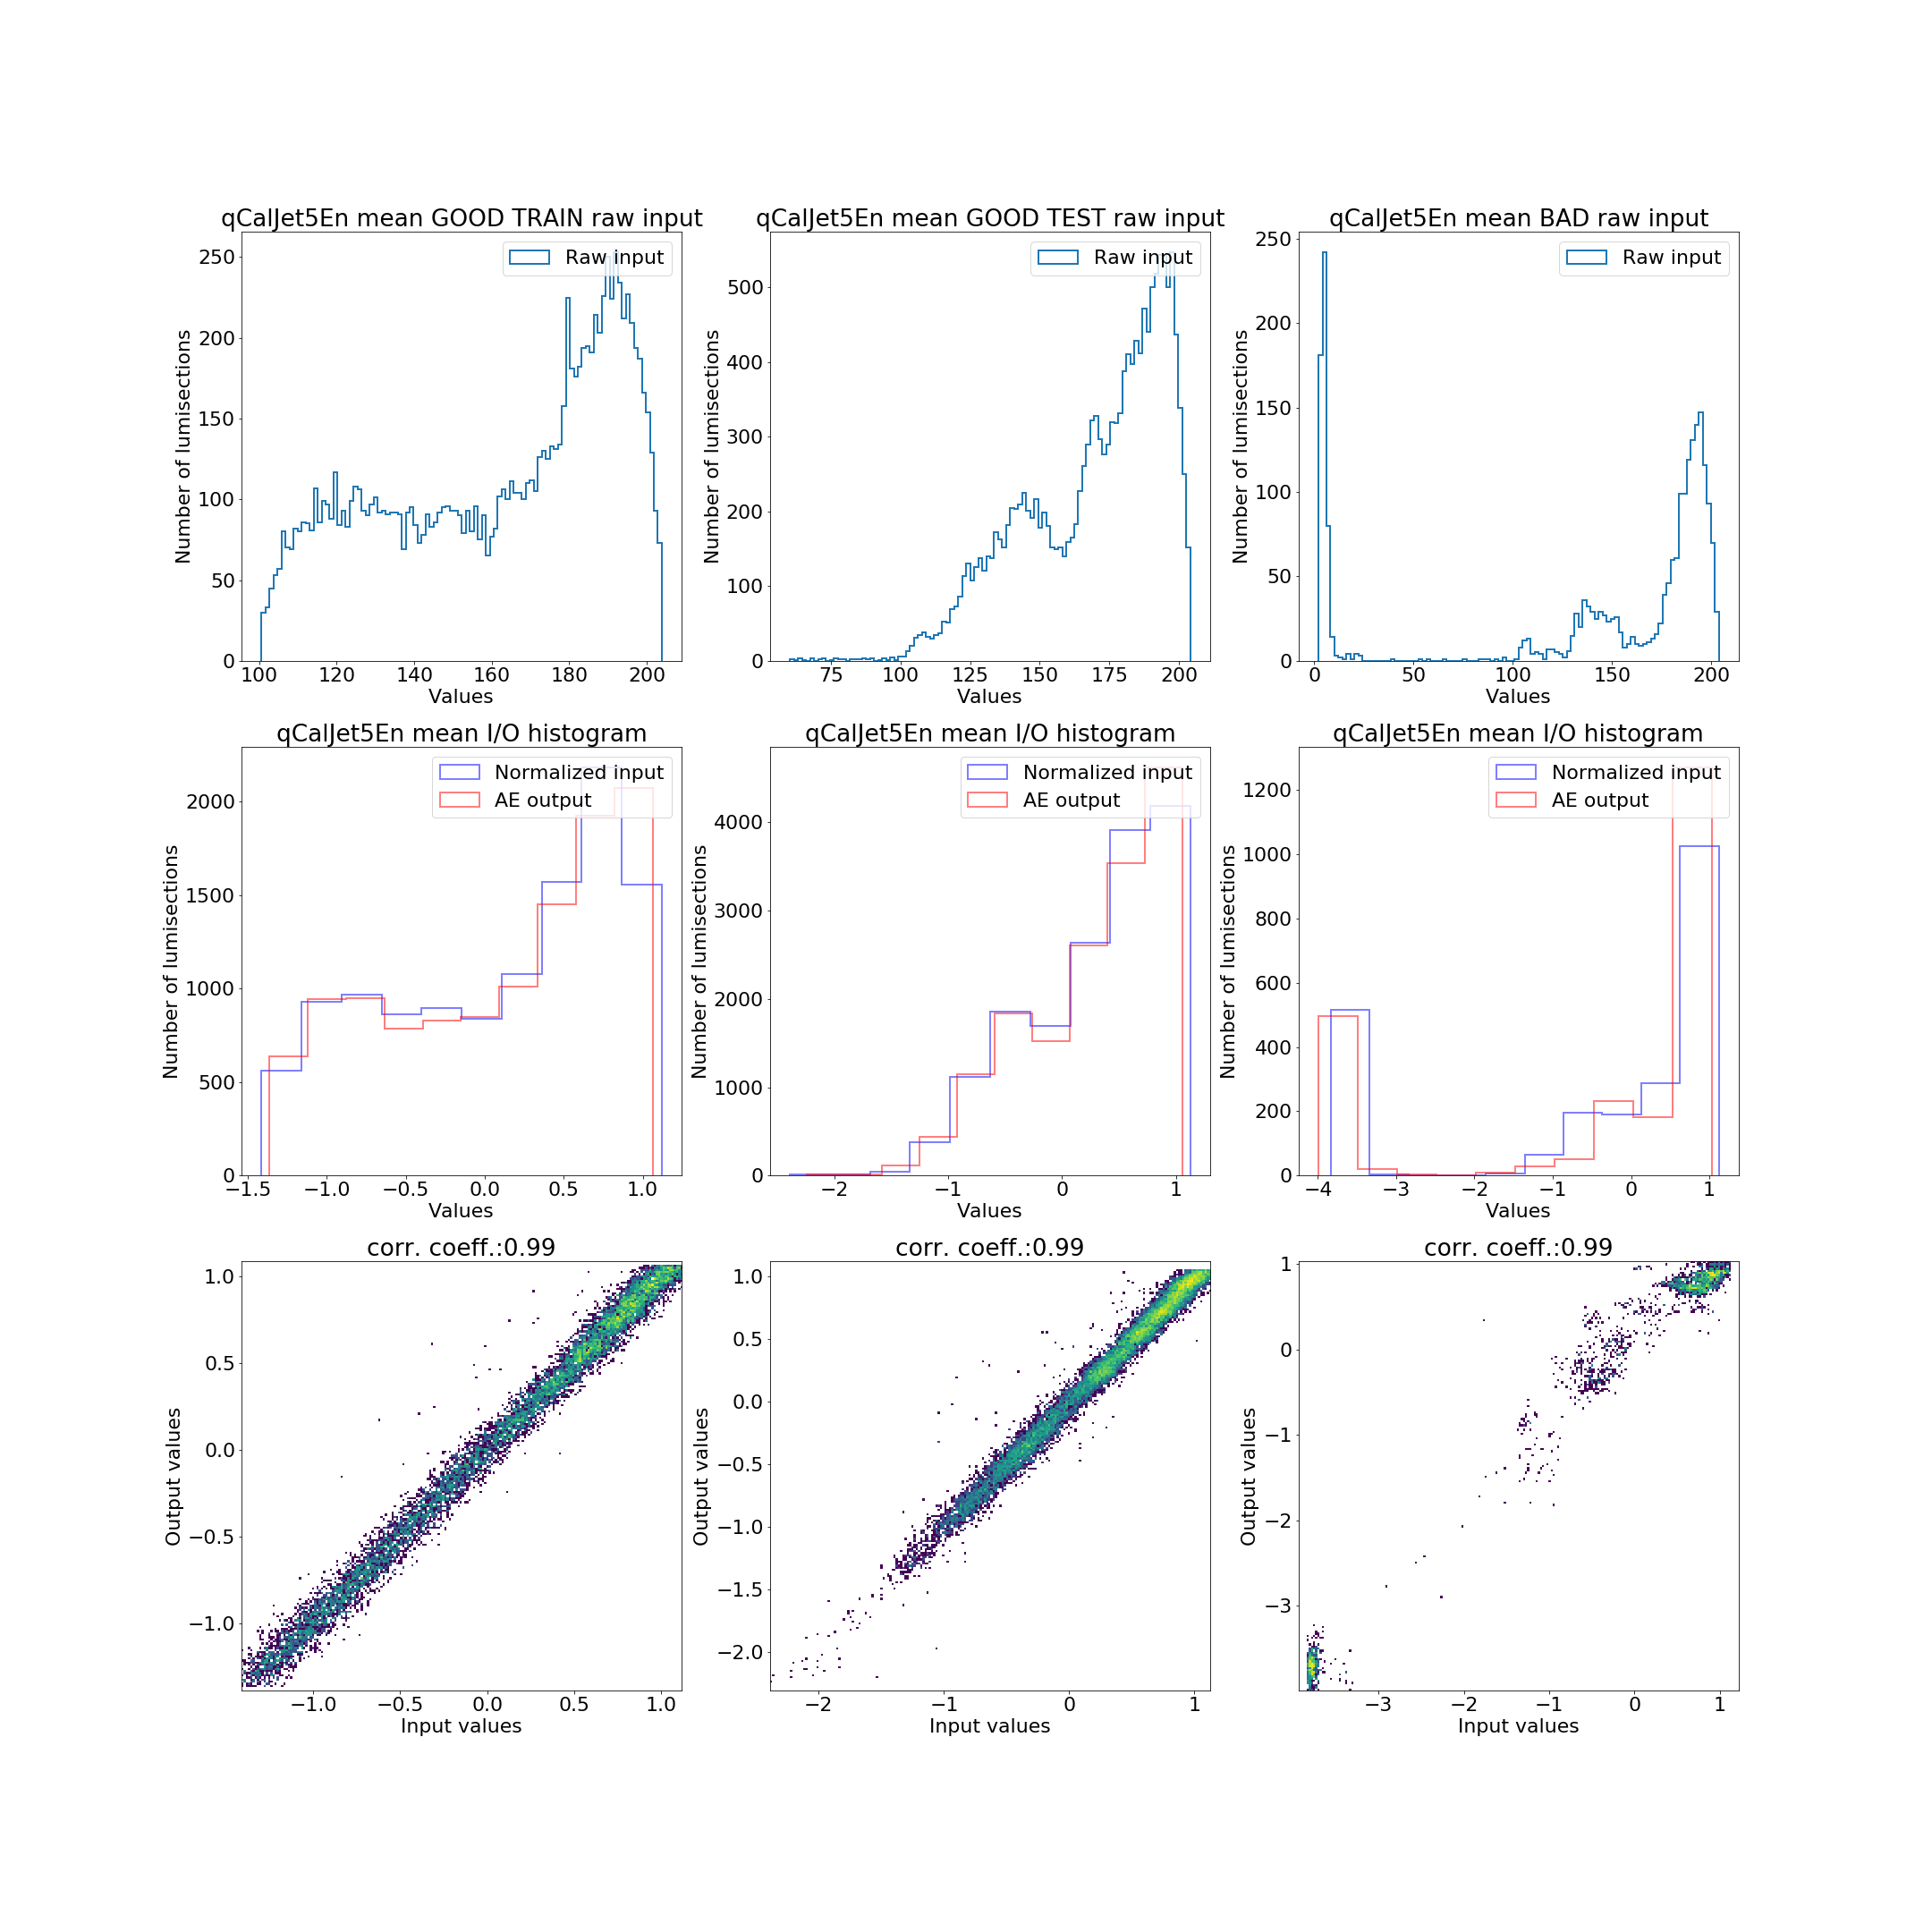 qCalJet5En mean GOOD TRAIN raw input
qCalJet5En mean GOOD TEST raw input
qCalJet5En mean BAD raw input
Number of lumisections
250
200
150
100
50
0
Raw input
100 120 140 160 180 200
Values
Number of lumisections
500
400
300
200
100
0
Raw input
75 100 125 150 175 200
Values
Number of lumisections
250
200
150
100
50
0
Raw input
0 50 100 150 200
Values
qCalJet5En mean I/O histogram
qCalJet5En mean I/O histogram
qCalJet5En mean I/O histogram
Number of lumisections
2000
1500
1000
500
0
Normalized input
AE output
−1.5 −1.0 −0.5 0.0 0.5 1.0
Values
Number of lumisections
4000
3000
2000
1000
0
Normalized input
AE output
−2 −1 0 1
Values
Number of lumisections
1200
1000
800
600
400
200
0
Normalized input
AE output
−4 −3 −2 −1 0 1
Values
corr. coeff.:0.99
corr. coeff.:0.99
corr. coeff.:0.99
Output values
1.0
0.5
0.0
−0.5
−1.0
−1.0 −0.5 0.0 0.5 1.0
Input values
Output values
1.0
0.5
0.0
−0.5
−1.0
−1.5
−2.0
−2 −1 0 1
Input values
Output values
1
0
−1
−2
−3
−3 −2 −1 0 1
Input values